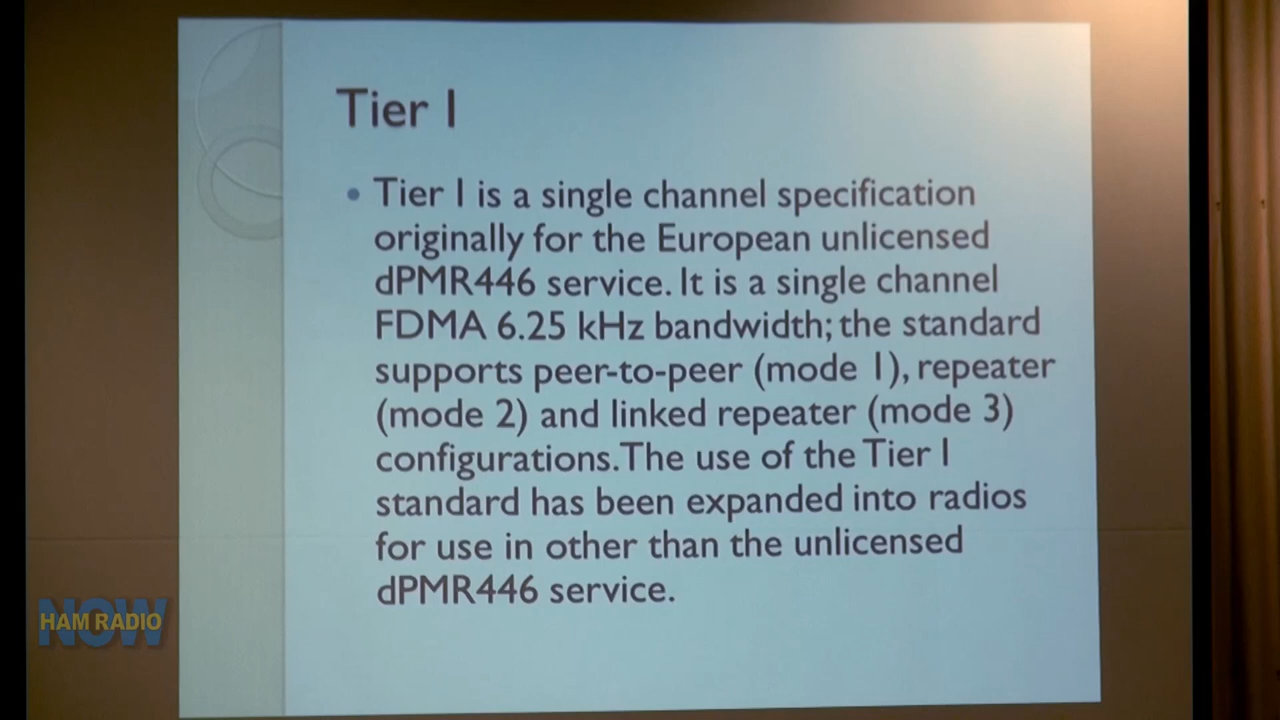 Tier I
• Tier I is a single channel specification
originally for the European unlicensed
dPMR446 service. It is a single channel
FDMA 6.25 kHz bandwidth; the standard
supports peer-to-peer (mode 1), repeater
(mode 2) and linked repeater (mode 3)
configurations. The use of the Tier I
standard has been expanded into radios
for use in other than the unlicensed
dPMR446 service.
HAM RADIO
NOW